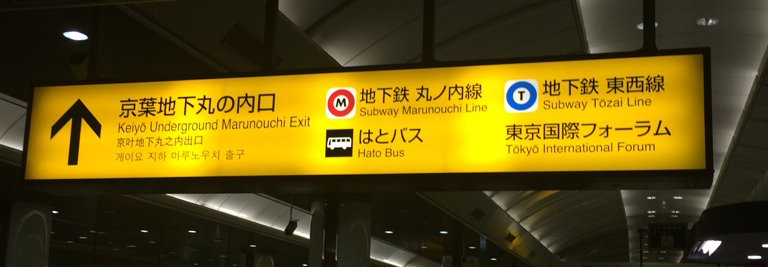 京葉地下丸の内口
Keiyō Underground Marunouchi Exit
京叶地下丸之内出口
게이요 지하 마루노우치 출구
M 地下鉄 丸ノ内線
Subway Marunouchi Line
はとバス
Hato Bus
T 地下鉄 東西線
Subway Tōzai Line
東京国際フォーラム
Tōkyō International Forum